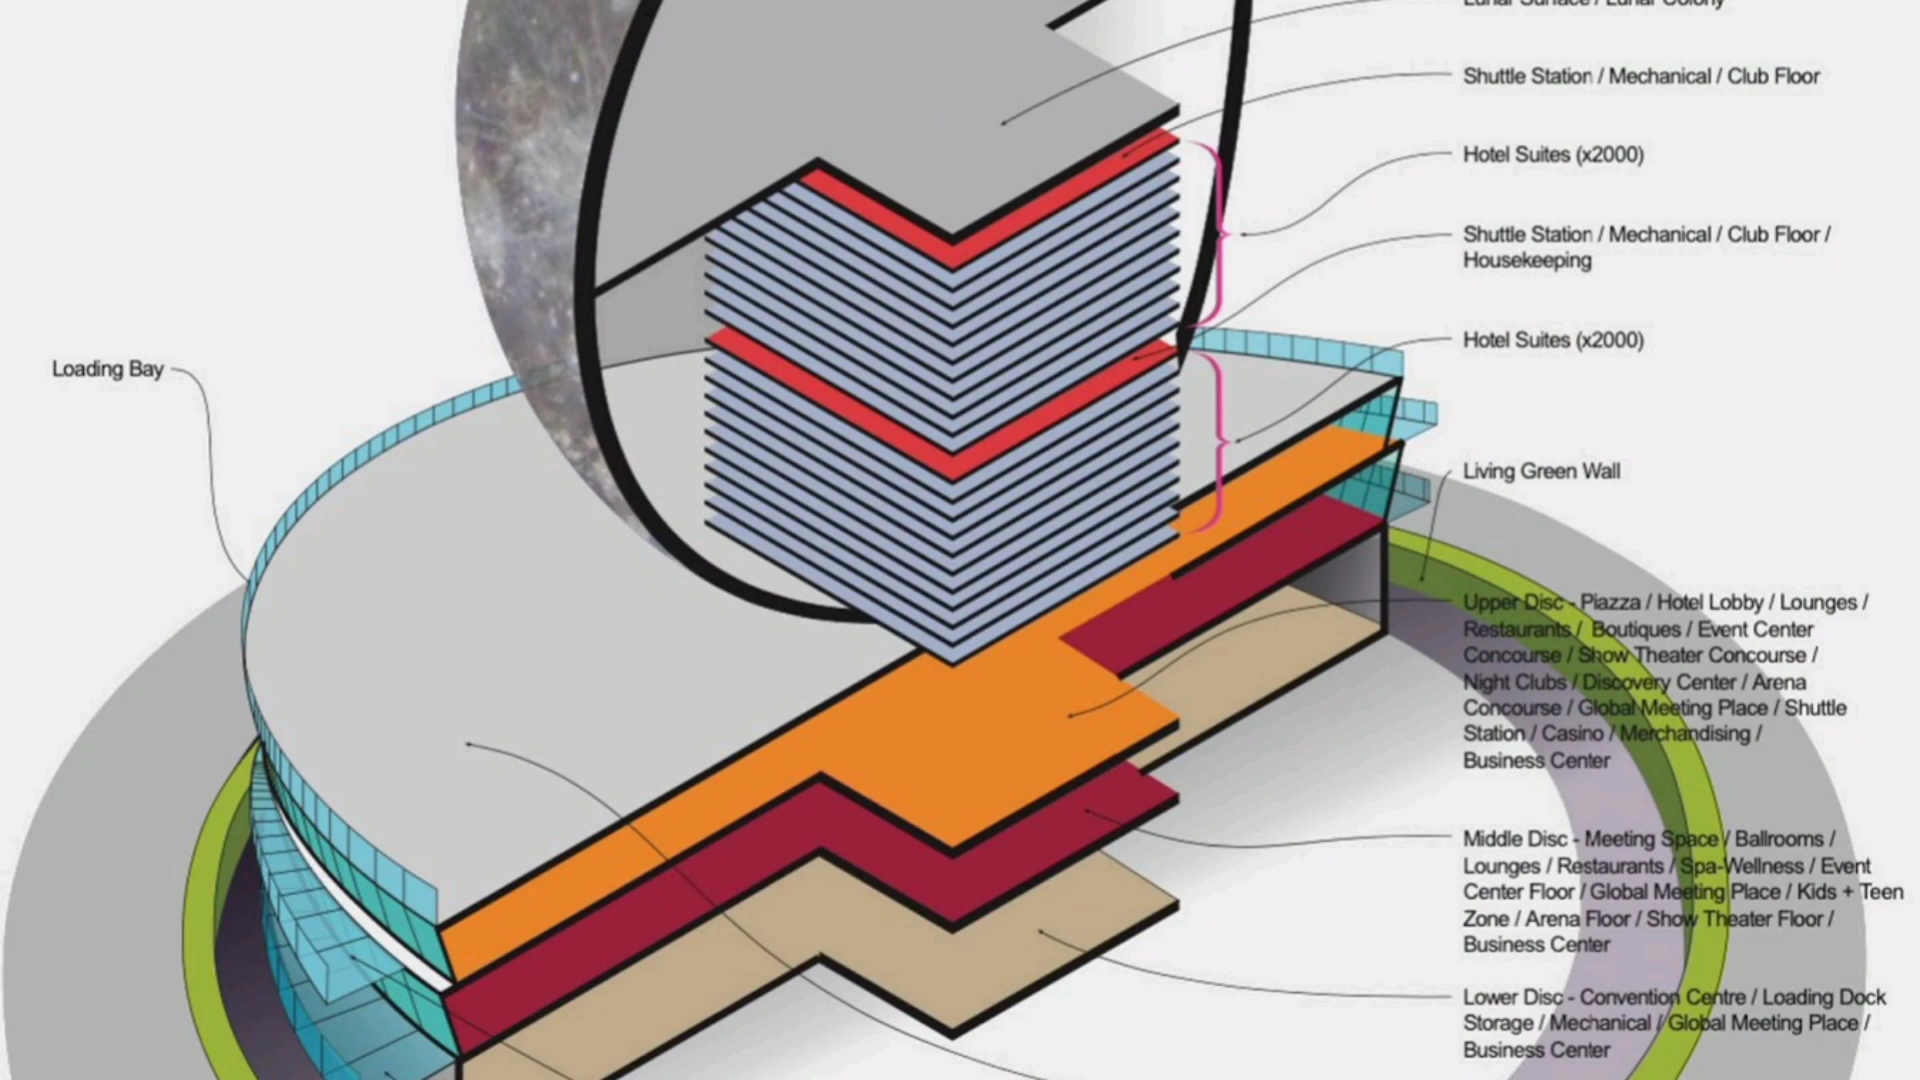 Lunar Surface / Lunar Colony
Shuttle Station / Mechanical / Club Floor
Hotel Suites (x2000)
Shuttle Station / Mechanical / Club Floor /
Housekeeping
Hotel Suites (x2000)
Loading Bay
Living Green Wall
Upper Disc - Piazza / Hotel Lobby / Lounges /
Restaurants / Boutiques / Event Center
Concourse / Show Theater Concourse /
Night Clubs / Discovery Center / Arena
Concourse / Global Meeting Place / Shuttle
Station / Casino / Merchandising /
Business Center
Middle Disc - Meeting Space / Ballrooms /
Lounges / Restaurants / Spa-Wellness / Event
Center Floor / Global Meeting Place / Kids + Teen
Zone / Arena Floor / Show Theater Floor /
Business Center
Lower Disc - Convention Centre / Loading Dock
Storage / Mechanical / Global Meeting Place /
Business Center